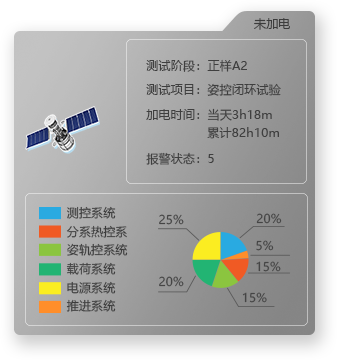 未加电
测试阶段：正样A2
测试项目：姿控闭环试验
加电时间：当天3h18m
累计82h10m
报警状态：5
测控系统
分系热控系
姿轨控系统
载荷系统
电源系统
推进系统
25%
20%
5%
15%
20%
15%